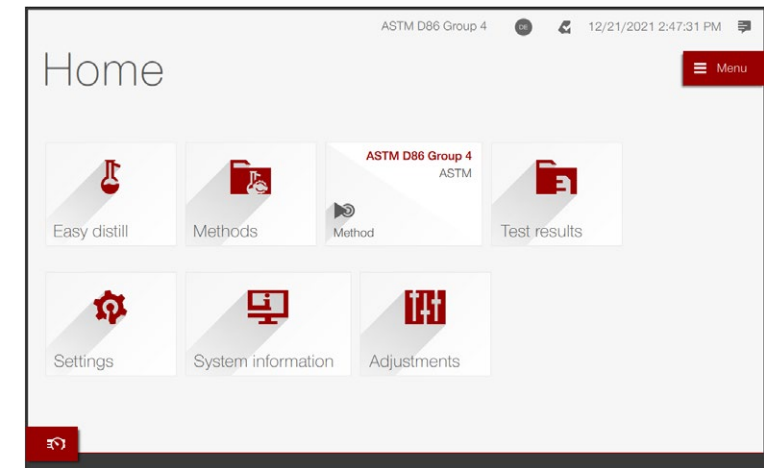 ASTM D86 Group 4 DE 12/21/2021 2:47:31 PM
Home
Menu
ASTM D86 Group 4
ASTM
Easy distill
Methods
Method
Test results
Settings
System information
Adjustments